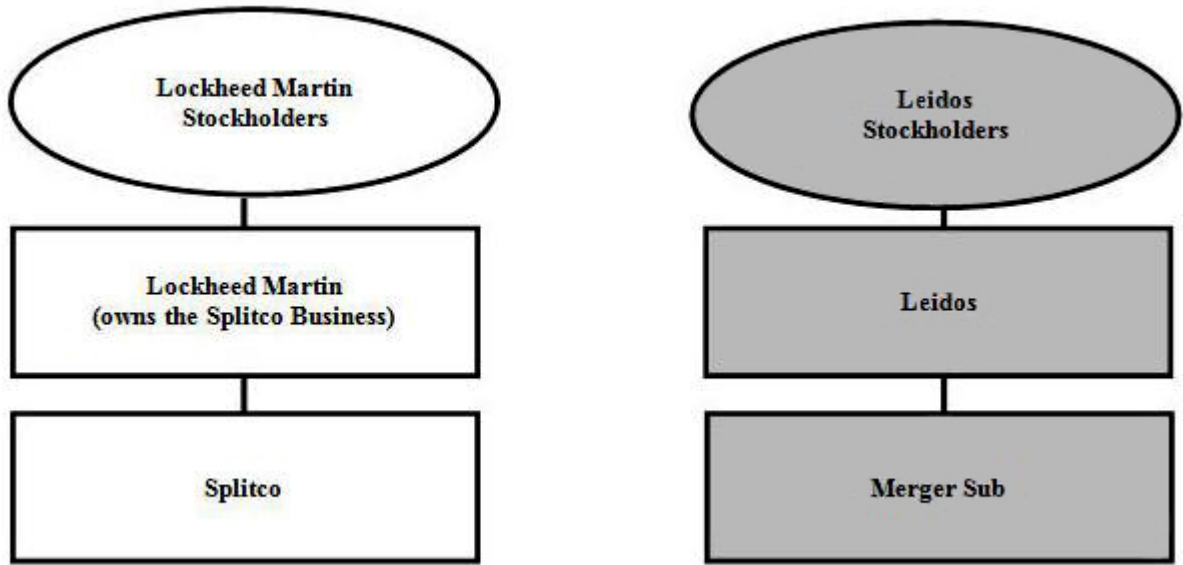 Lockheed Martin
Stockholders
Leidos
Stockholders
Lockheed Martin
(owns the Splitco Business)
Leidos
Splitco
Merger Sub